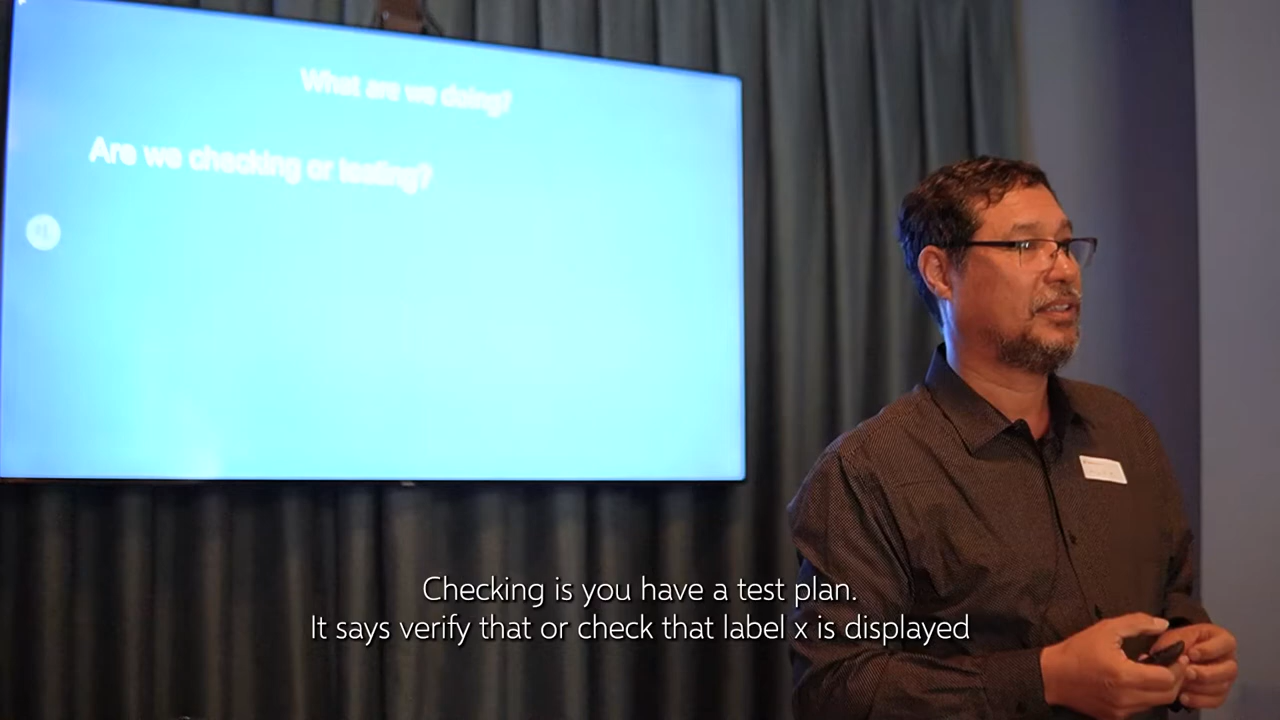 What are we doing?
Are we checking or testing?
Checking is you have a test plan.
It says verify that or check that label x is displayed